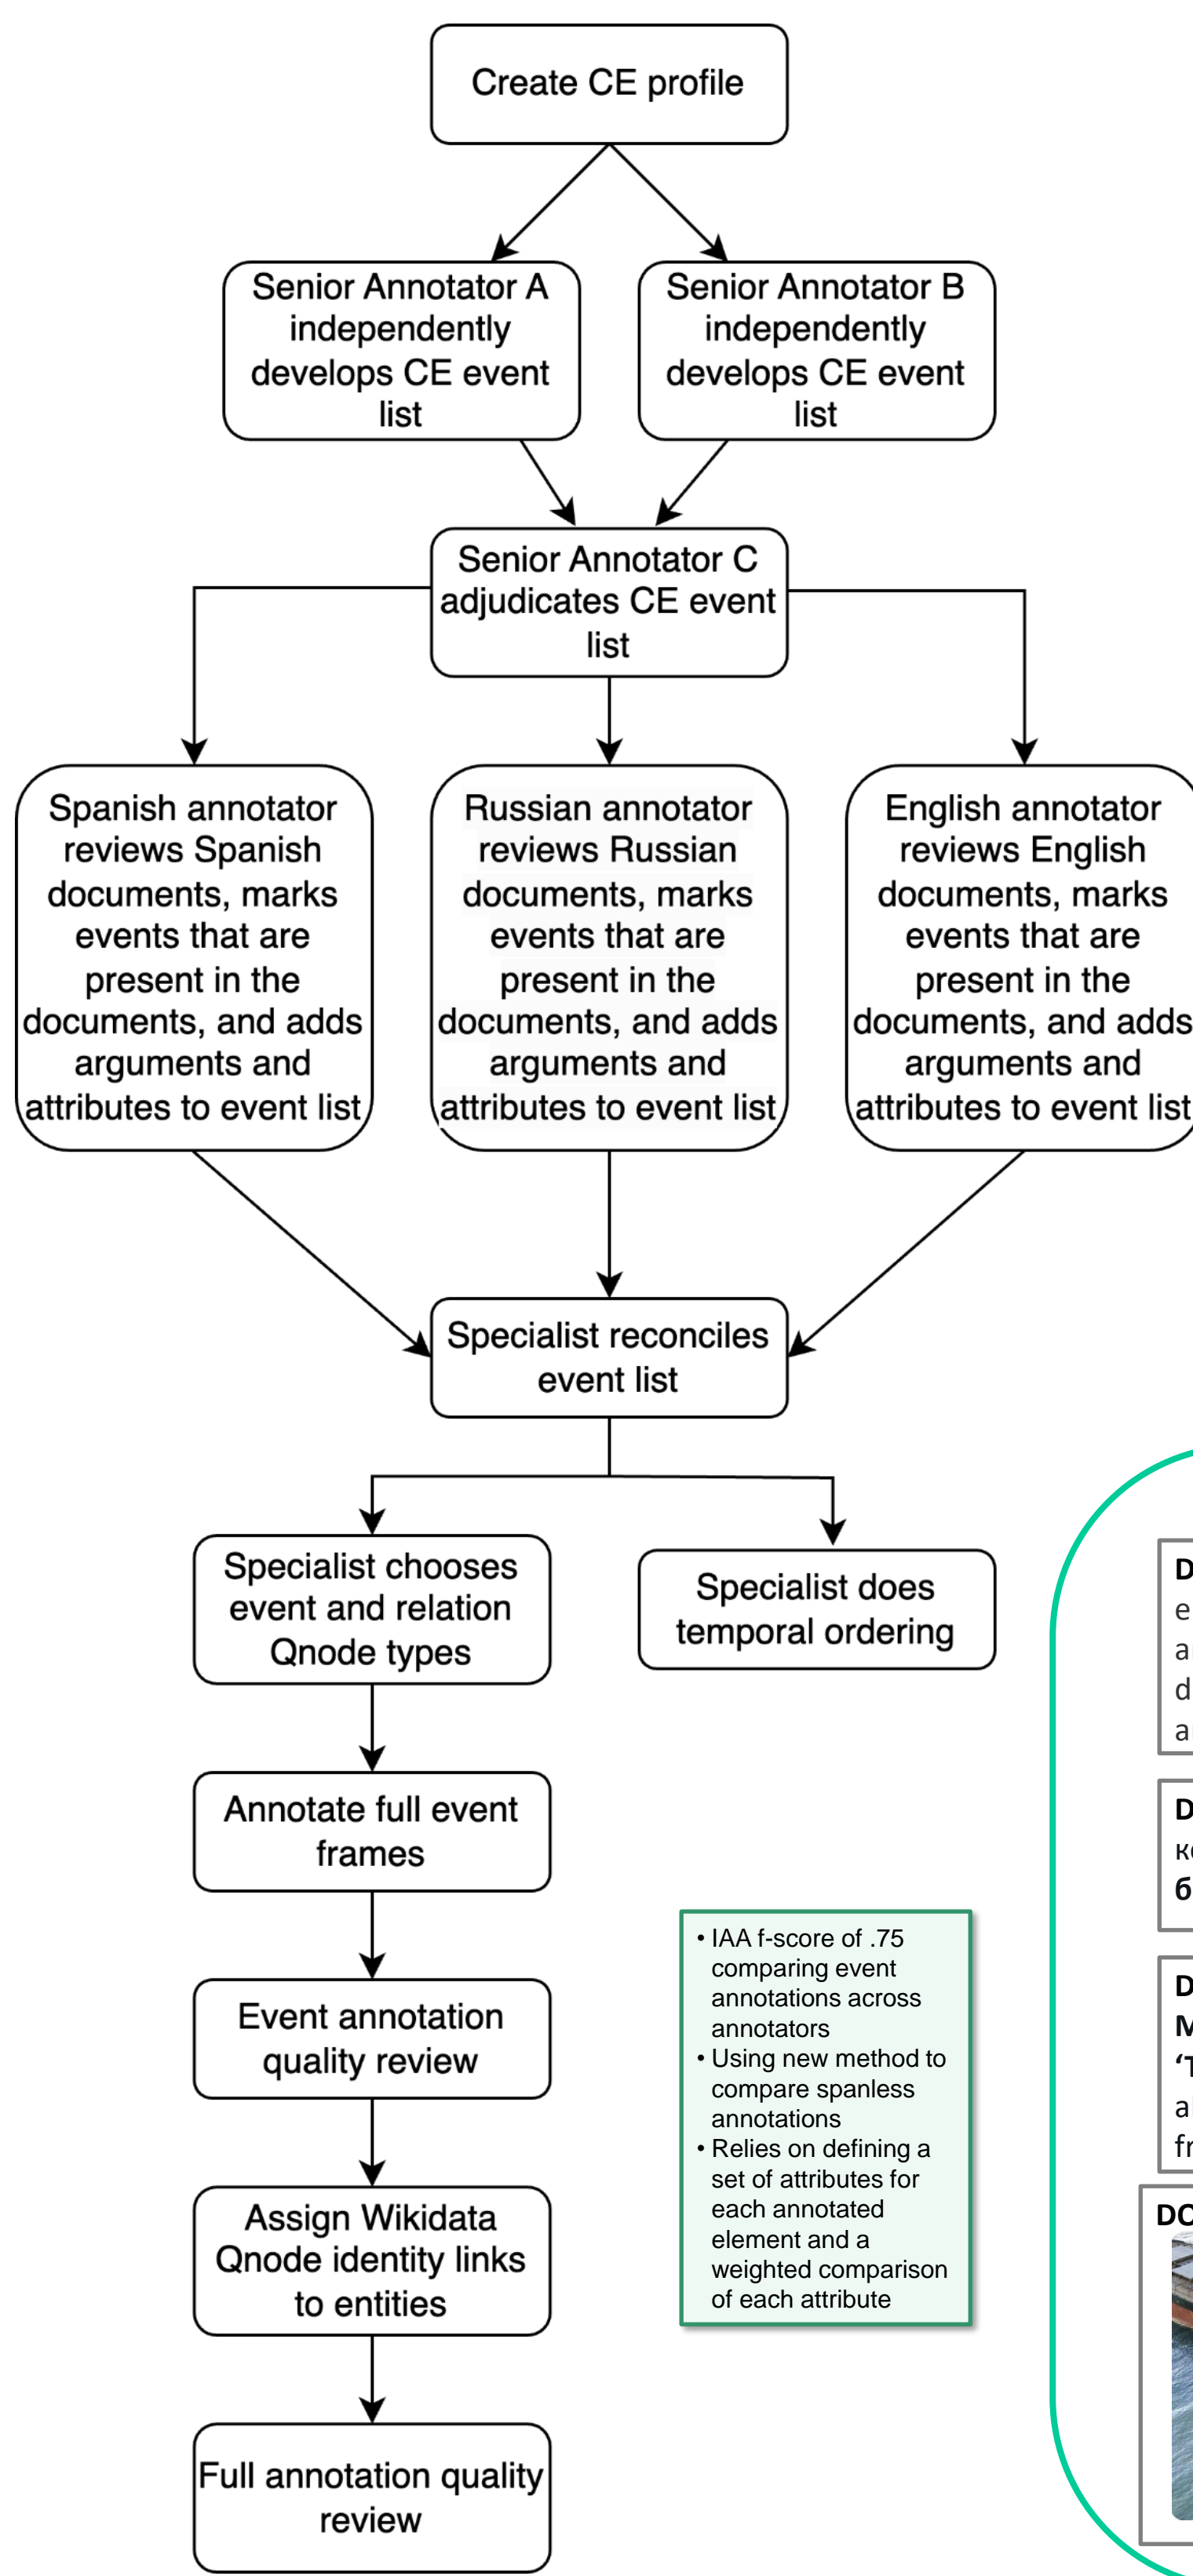 Create CE profile
Senior Annotator A
independently
develops CE event
list
Senior Annotator B
independently
develops CE event
list
Senior Annotator C
adjudicates CE event
list
Spanish annotator
reviews Spanish
documents, marks
events that are
present in the
documents, and adds
arguments and
attributes to event list
Russian annotator
reviews Russian
documents, marks
events that are
present in the
documents, and adds
arguments and
attributes to event list
English annotator
reviews English
documents, marks
events that are
present in the
documents, and adds
arguments and
attributes to event list
Specialist reconciles
event list
Specialist chooses
event and relation
Qnode types
Specialist does
temporal ordering
Annotate full event
frames
Event annotation
quality review
Assign Wikidata
Qnode identity links
to entities
Full annotation quality
review
• IAA f-score of .75
comparing event
annotations across
annotators
• Using new method to
compare spanless
annotations
• Relies on defining a
set of attributes for
each annotated
element and a
weighted comparison
of each attribute